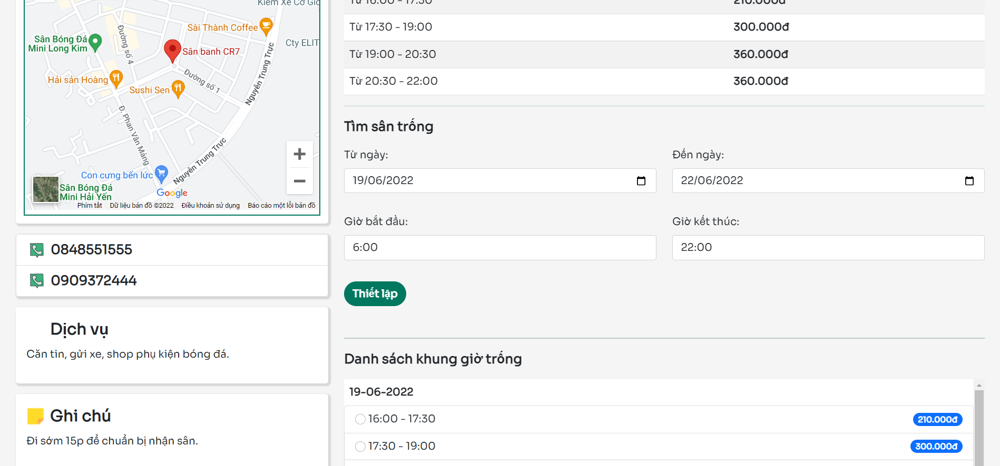 Kiểm Xe Cơ Giớ
Sài Thành Coffee
Cty ELIT
Sân Bóng Đá
Mini Long Kim
Đường số 4
Sân banh CR7
Nguyễn Trung Trực
Đường số 1
Hải sản Hoàng
Sushi Sen
Đ. Phan Văn Mảng
Nguyễn Trung Trực
Con cưng bến lức
Sân Bóng Đá
Mini Hải Yến
Google
Phím tắt Dữ liệu bản đồ ©2022 Điều khoản sử dụng Báo cáo một lỗi bản đồ
0848551555
0909372444
Dịch vụ
Căn tin, gửi xe, shop phụ kiện bóng đá.
Ghi chú
Đi sớm 15p để chuẩn bị nhận sân.
Từ 16:00 - 17:30 210.000đ
Từ 17:30 - 19:00 300.000đ
Từ 19:00 - 20:30 360.000đ
Từ 20:30 - 22:00 360.000đ
Tìm sân trống
Từ ngày: Đến ngày:
19/06/2022 22/06/2022
Giờ bắt đầu: Giờ kết thúc:
6:00 22:00
Thiết lập
Danh sách khung giờ trống
19-06-2022
16:00 - 17:30 210.000đ
17:30 - 19:00 300.000đ